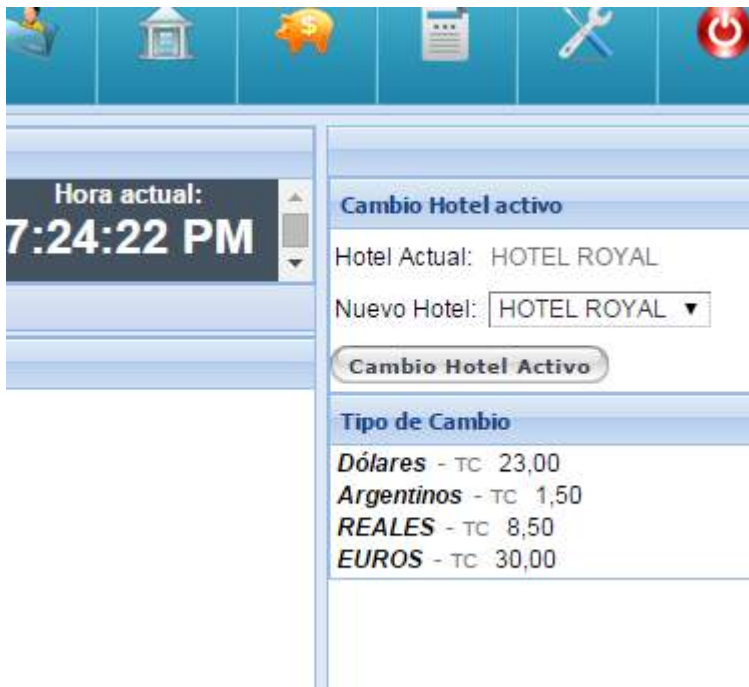 Hora actual:
7:24:22 PM
Cambio Hotel activo
Hotel Actual: HOTEL ROYAL
Nuevo Hotel: HOTEL ROYAL
Cambio Hotel Activo
Tipo de Cambio
Dólares - TC 23,00
Argentinos - TC 1,50
REALES - TC 8,50
EUROS - TC 30,00